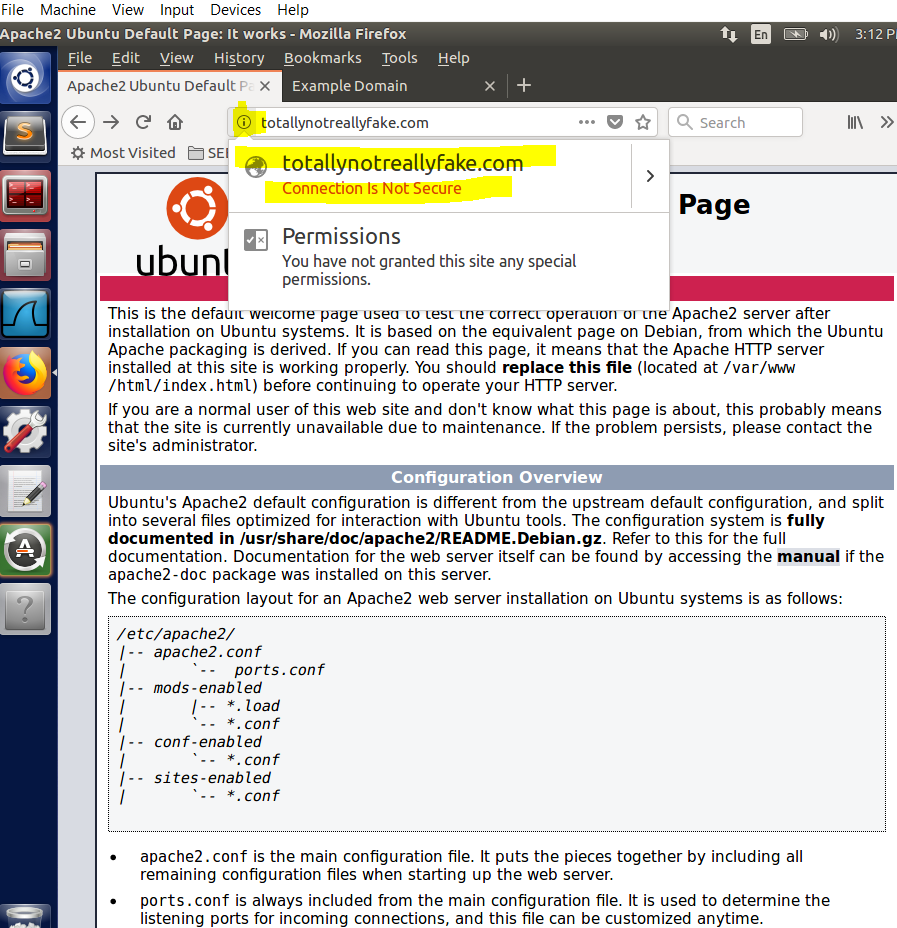 File Machine View Input Devices Help
Apache2 Ubuntu Default Page: It works - Mozilla Firefox En 3:12 P
File Edit View History Bookmarks Tools Help
Apache2 Ubuntu Default Pa Example Domain
totallynotreallyfake.com Search
Most Visited SE
totallynotreallyfake.com
Connection Is Not Secure
Permissions
You have not granted this site any special
permissions.
ubunt
Page
This is the default welcome page used to test the correct operation of the Apache2 server after
installation on Ubuntu systems. It is based on the equivalent page on Debian, from which the Ubuntu
Apache packaging is derived. If you can read this page, it means that the Apache HTTP server
installed at this site is working properly. You should replace this file (located at /var/www
/html/index.html) before continuing to operate your HTTP server.
If you are a normal user of this web site and don't know what this page is about, this probably means
that the site is currently unavailable due to maintenance. If the problem persists, please contact the
site's administrator.
Configuration Overview
Ubuntu's Apache2 default configuration is different from the upstream default configuration, and split
into several files optimized for interaction with Ubuntu tools. The configuration system is fully
documented in /usr/share/doc/apache2/README.Debian.gz. Refer to this for the full
documentation. Documentation for the web server itself can be found by accessing the manual if the
apache2-doc package was installed on this server.
The configuration layout for an Apache2 web server installation on Ubuntu systems is as follows:
/etc/apache2/
|-- apache2.conf
|       `--  ports.conf
|-- mods-enabled
|       |-- *.load
|       `-- *.conf
|-- conf-enabled
|       `-- *.conf
|-- sites-enabled
|       `-- *.conf
• apache2.conf is the main configuration file. It puts the pieces together by including all
remaining configuration files when starting up the web server.
• ports.conf is always included from the main configuration file. It is used to determine the
listening ports for incoming connections, and this file can be customized anytime.